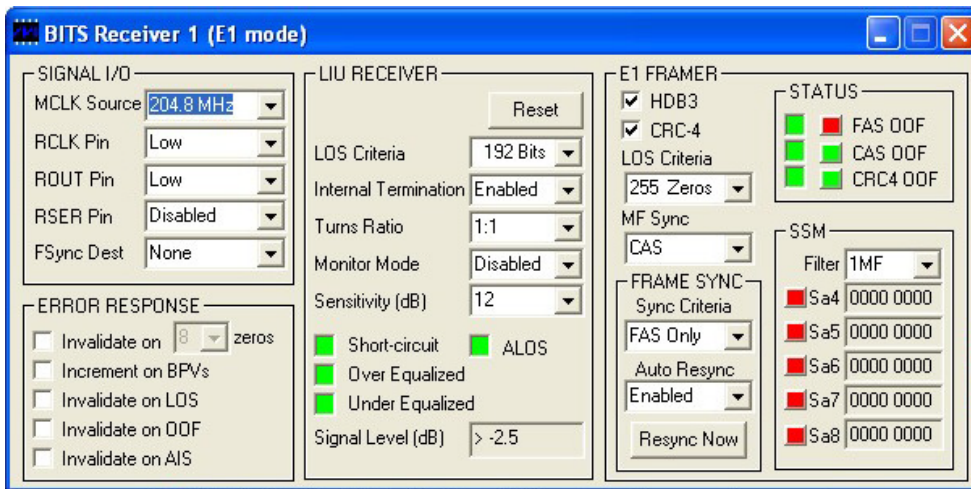 BITS Receiver 1 (E1 mode)
SIGNAL I/O
MCLK Source 204.8 MHz
RCLK Pin Low
ROUT Pin Low
RSER Pin Disabled
FSync Dest None
ERROR RESPONSE
Invalidate on 8 zeros
Increment on BPVs
Invalidate on LOS
Invalidate on OOF
Invalidate on AIS
LIU RECEIVER
Reset
LOS Criteria 192 Bits
Internal Termination Enabled
Turns Ratio 1:1
Monitor Mode Disabled
Sensitivity (dB) 12
Short-circuit ALOS
Over Equalized
Under Equalized
Signal Level (dB) > -2.5
E1 FRAMER
HDB3
CRC-4
LOS Criteria
255 Zeros
MF Sync
CAS
FRAME SYNC
Sync Criteria
FAS Only
Auto Resync
Enabled
Resync Now
STATUS
FAS OOF
CAS OOF
CRC4 OOF
SSM
Filter 1MF
Sa4 0000 0000
Sa5 0000 0000
Sa6 0000 0000
Sa7 0000 0000
Sa8 0000 0000